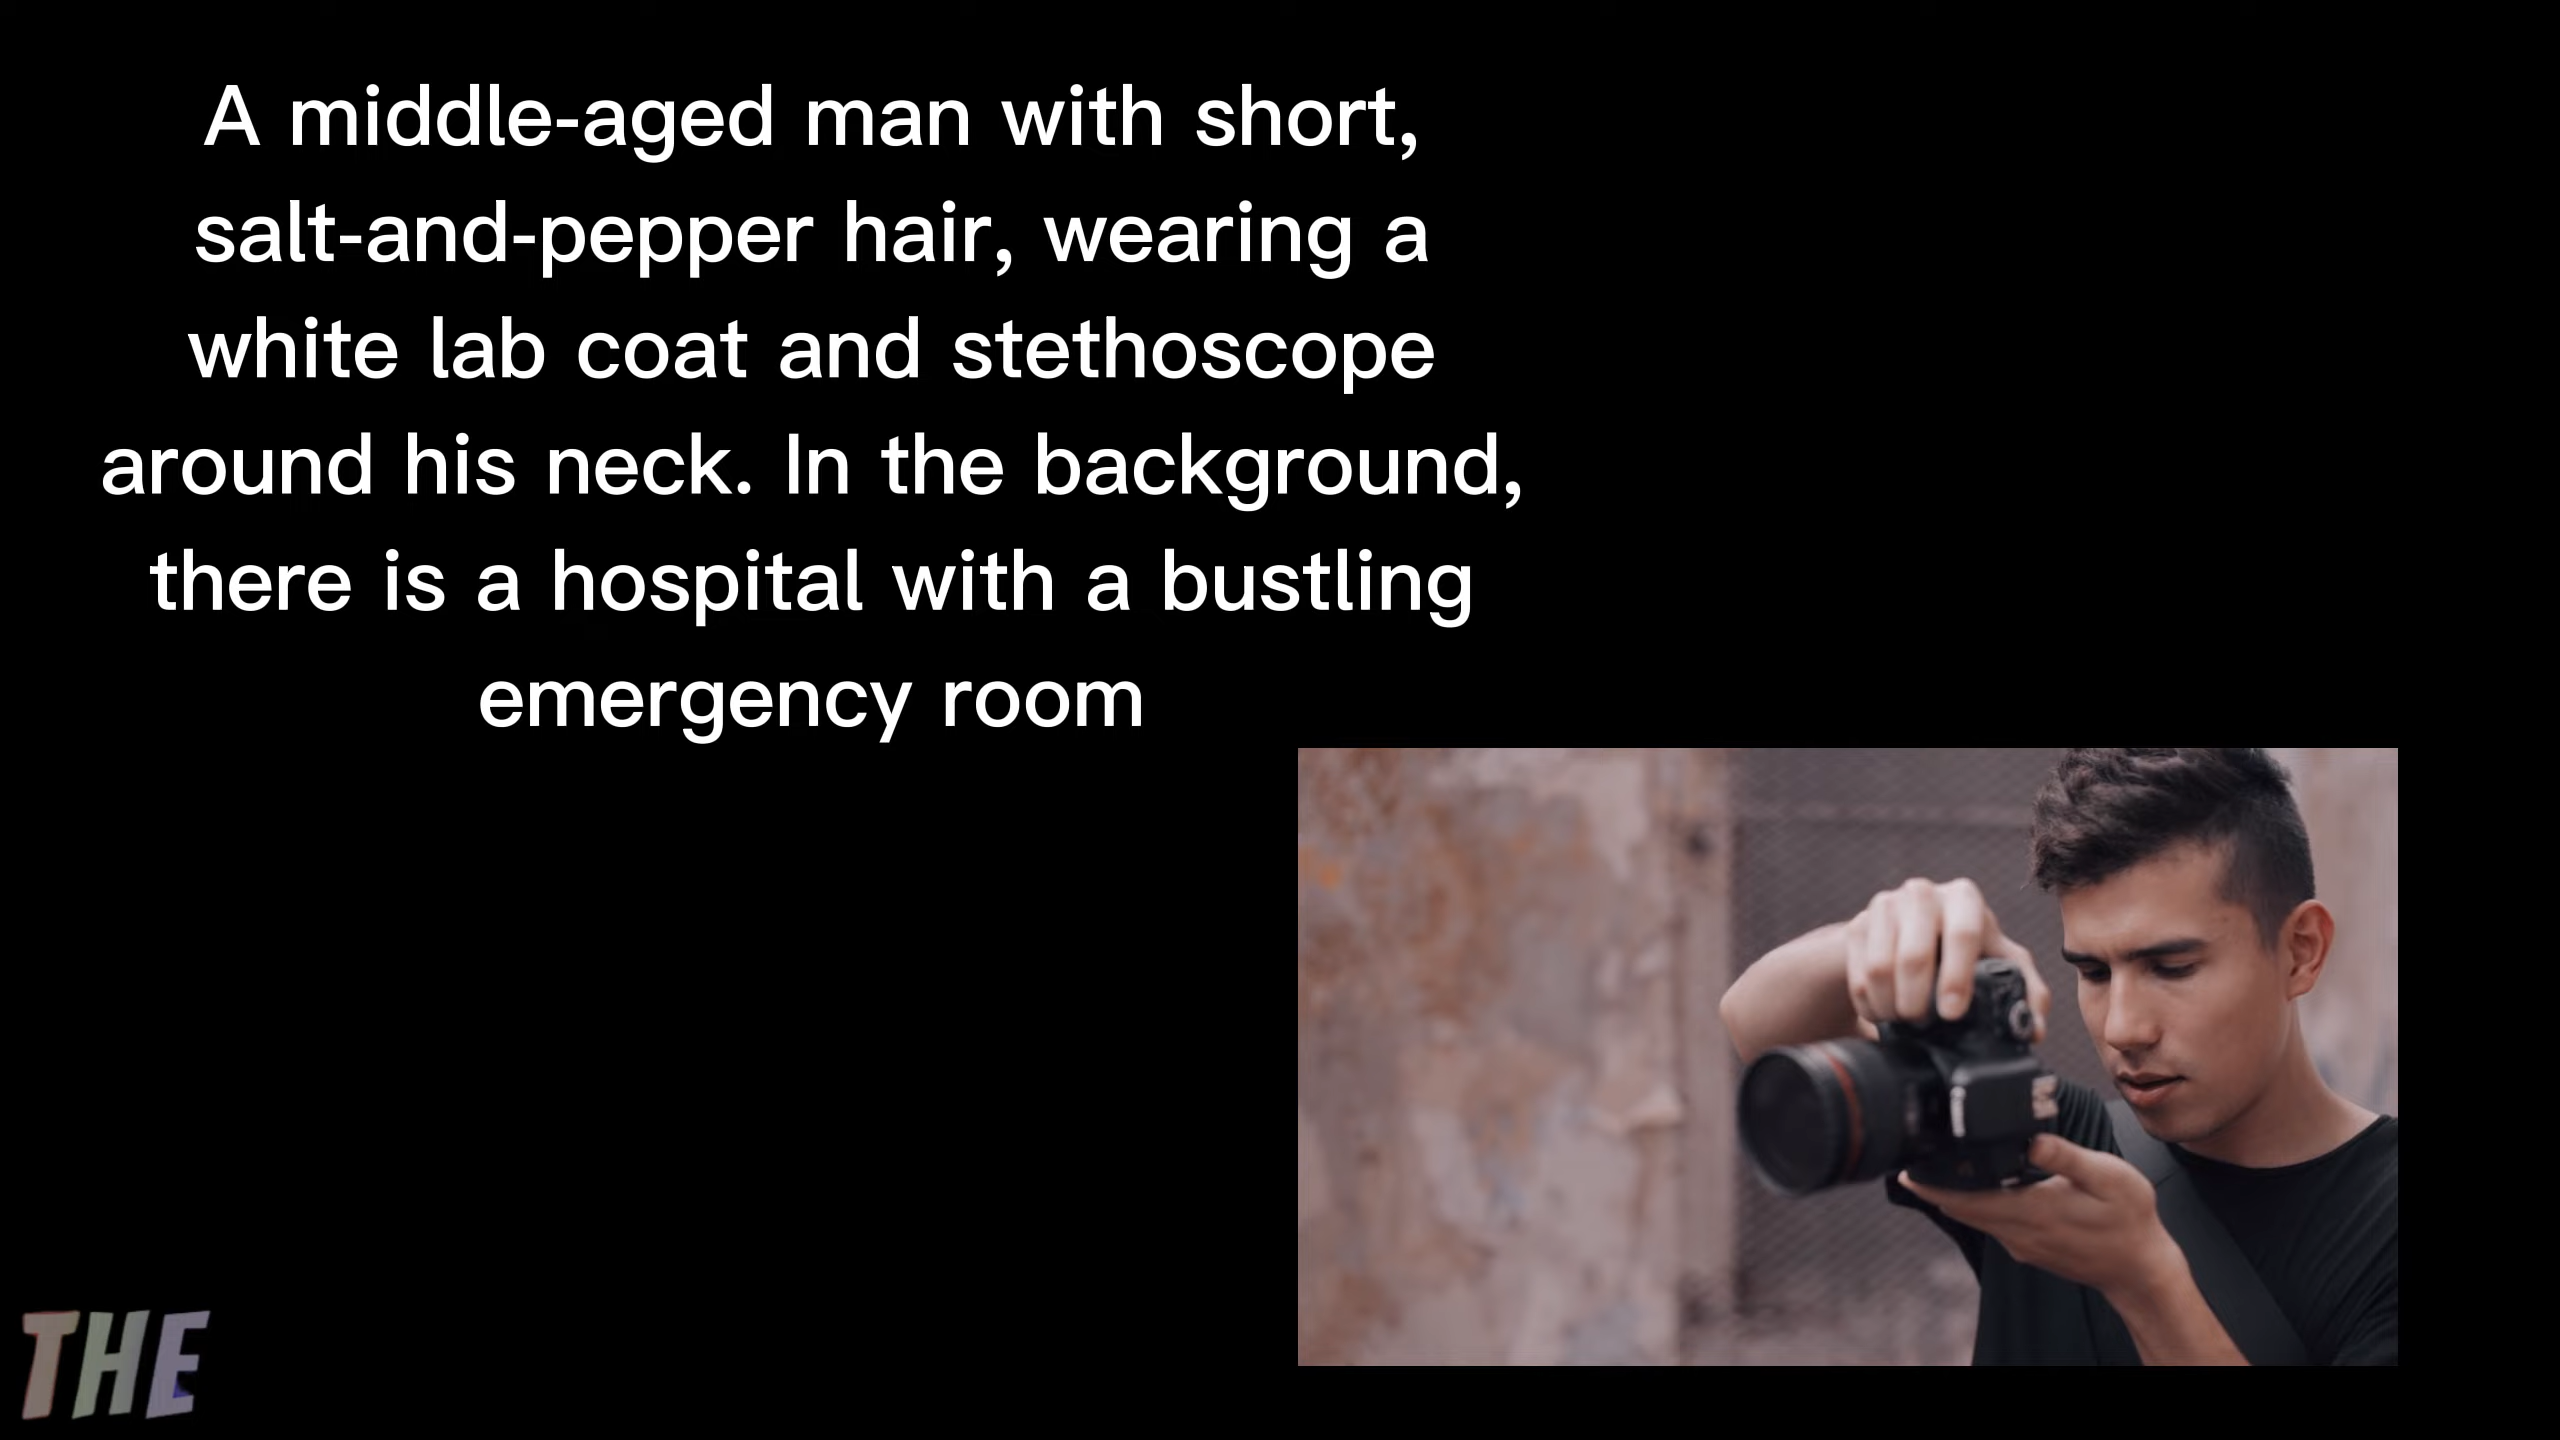 A middle-aged man with short,
salt-and-pepper hair, wearing a
white lab coat and stethoscope
around his neck. In the background,
there is a hospital with a bustling
emergency room
THE